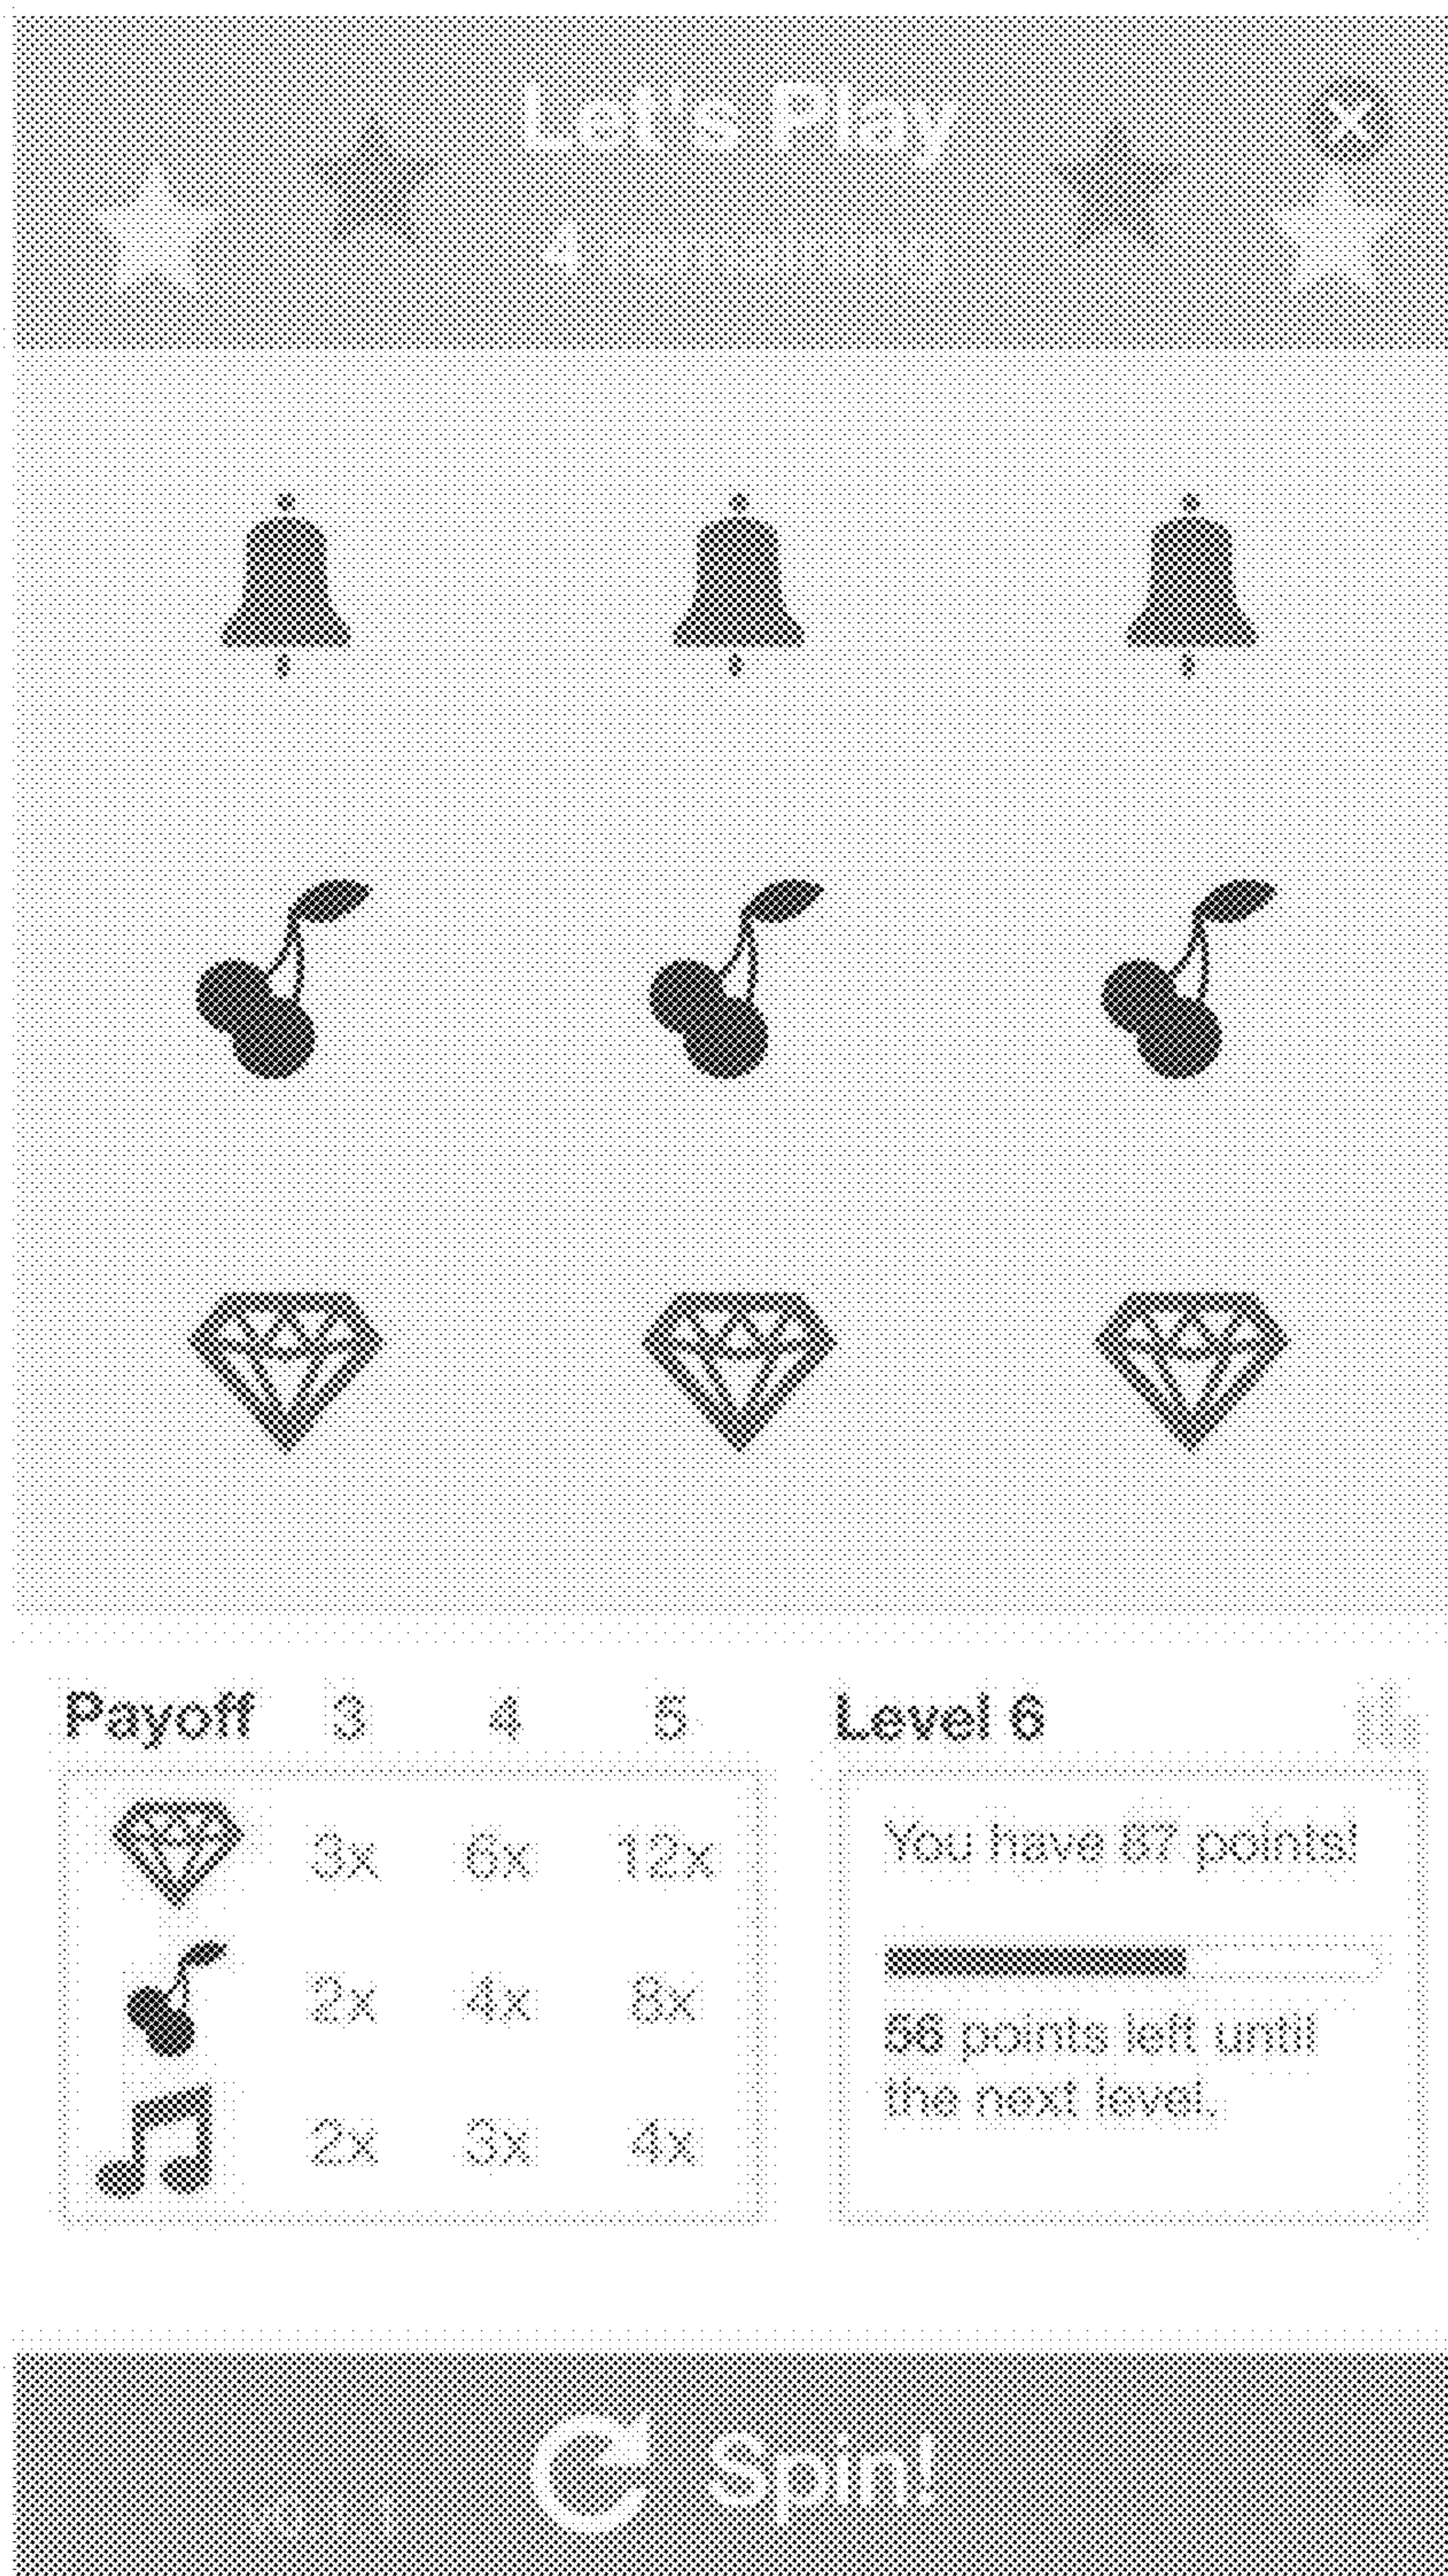 Let's Play
Payoff 3 4 5
3x 6x 12x
2x 4x 8x
2x 3x 4x
Level 6
You have 87 points!
56 points left until
the next level.
Spin!